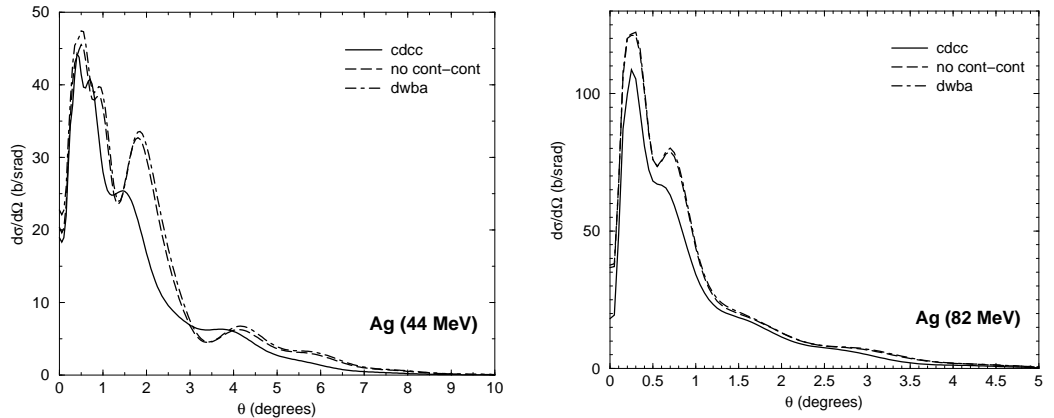 50
40
30
20
10
0
dσ/dΩ (b/srad)
cdcc
no cont−cont
dwba
Ag (44 MeV)
0 1 2 3 4 5 6 7 8 9 10
θ (degrees)
100
50
0
dσ/dΩ (b/srad)
cdcc
no cont−cont
dwba
Ag (82 MeV)
0 0.5 1 1.5 2 2.5 3 3.5 4 4.5 5
θ (degrees)